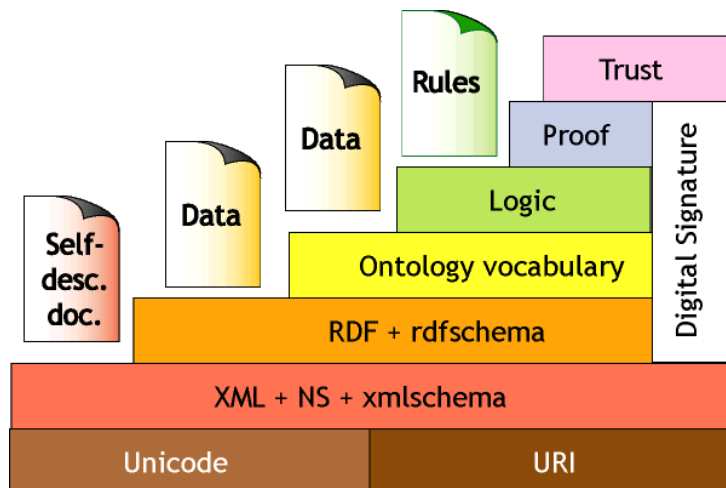 Trust
Rules
Proof
Data
Logic
Digital Signature
Data
Ontology vocabulary
Self-
desc.
doc.
RDF + rdfschema
XML + NS + xmlschema
Unicode
URI